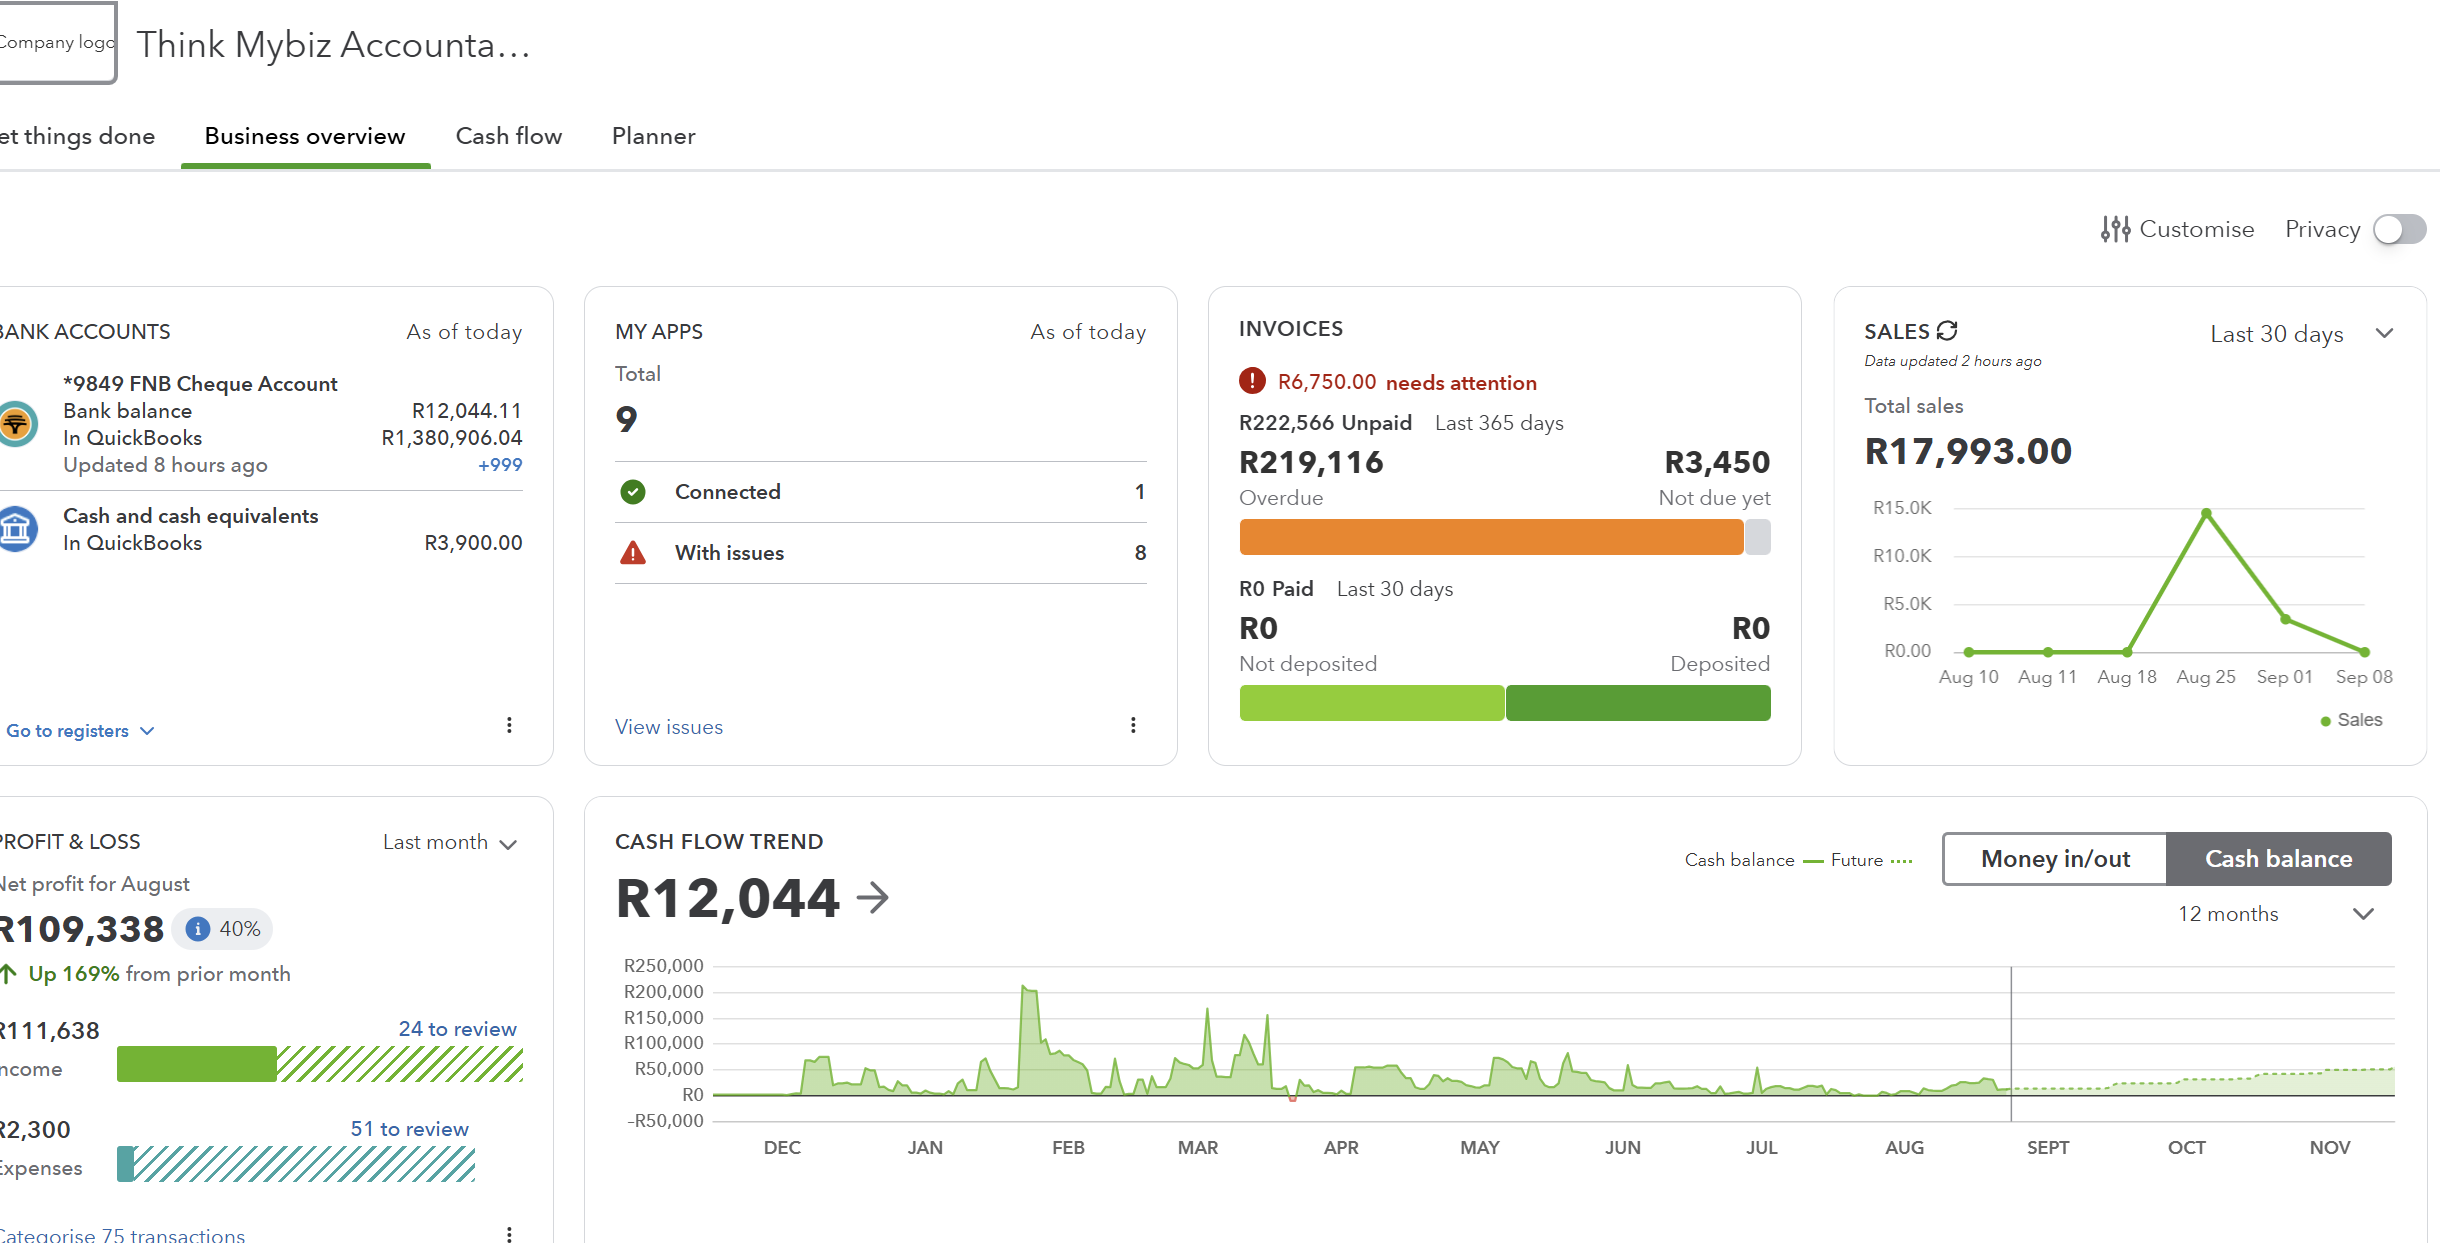 Company logo
Think Mybiz Accounta...
et things done
Business overview
Cash flow
Planner
Customise
Privacy
BANK ACCOUNTS
As of today
*9849 FNB Cheque Account
Bank balance R12,044.11
In QuickBooks R1,380,906.04
Updated 8 hours ago +999
Cash and cash equivalents
In QuickBooks R3,900.00
Go to registers
MY APPS
As of today
Total
9
Connected 1
With issues 8
View issues
INVOICES
! R6,750.00 needs attention
R222,566 Unpaid Last 365 days
R219,116 R3,450
Overdue Not due yet
R0 Paid Last 30 days
R0 R0
Not deposited Deposited
SALES
Last 30 days
Data updated 2 hours ago
Total sales
R17,993.00
R15.0K
R10.0K
R5.0K
R0.00
Aug 10 Aug 11 Aug 18 Aug 25 Sep 01 Sep 08
Sales
PROFIT & LOSS
Last month
Net profit for August
R109,338 i 40%
Up 169% from prior month
R111,638 24 to review
Income
R2,300 51 to review
Expenses
Categorise 75 transactions
CASH FLOW TREND
R12,044
Cash balance Future
Money in/out
Cash balance
12 months
R250,000
R200,000
R150,000
R100,000
R50,000
R0
-R50,000
DEC JAN FEB MAR APR MAY JUN JUL AUG SEPT OCT NOV